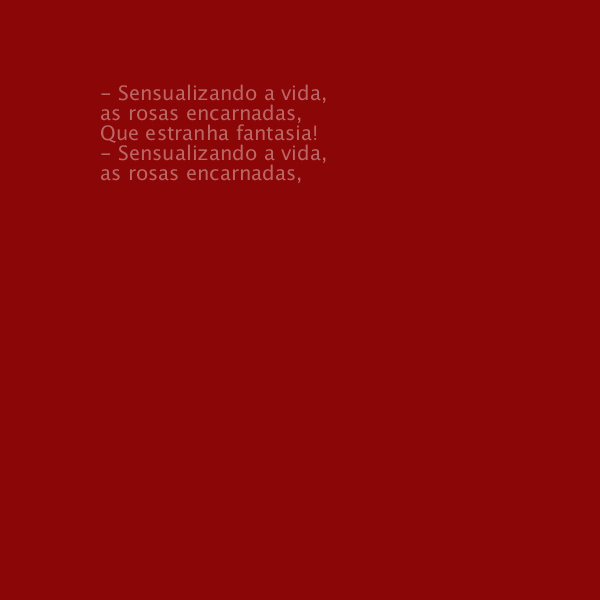 – Sensualizando a vida,
as rosas encarnadas,
Que estranha fantasia!
– Sensualizando a vida,
as rosas encarnadas,